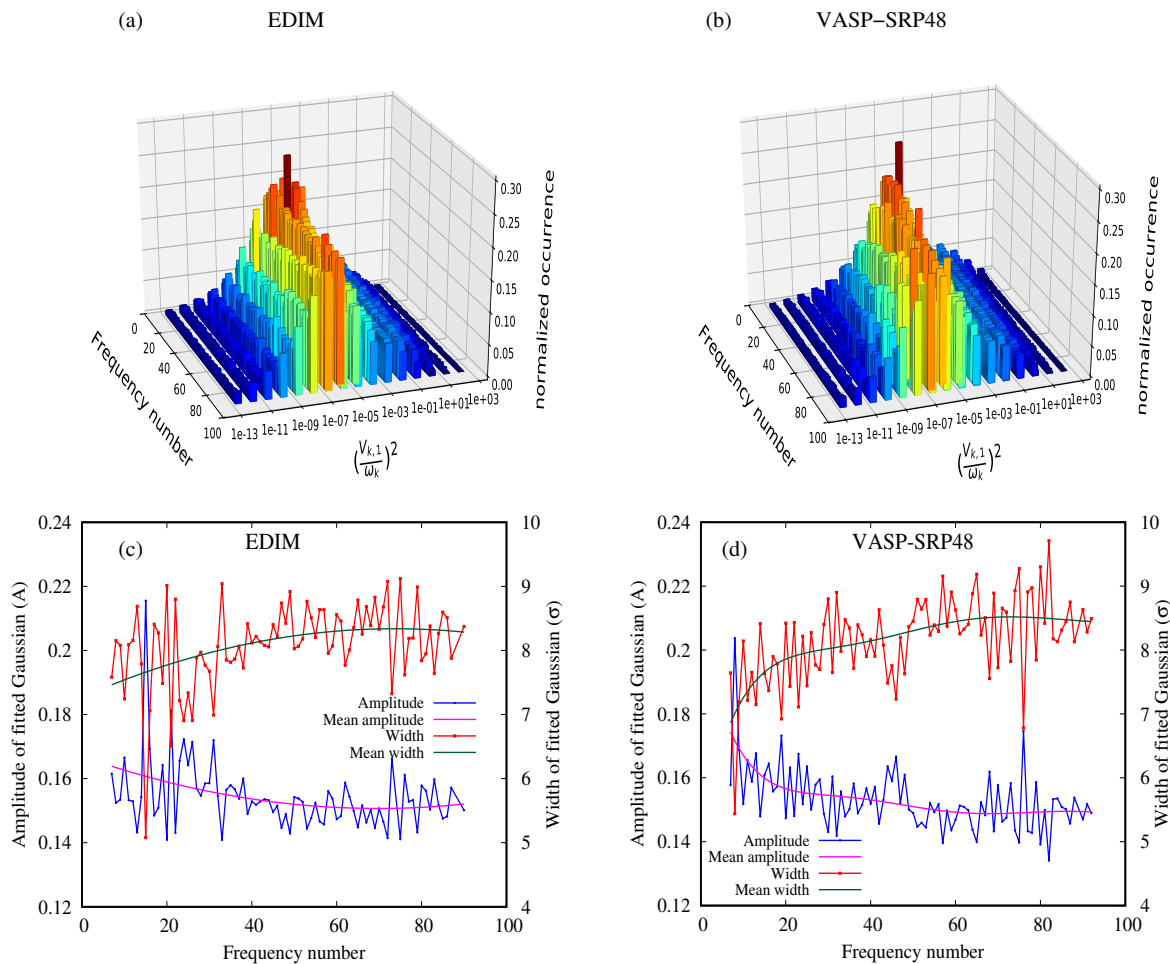 (a) EDIM
(b) VASP−SRP48
0.30
0.25
0.20
0.15
0.10
0.05
0.00
normalized occurrence
0
20
40
60
80
100
Frequency number
1e-13 1e-11 1e-09 1e-07 1e-05 1e-03 1e-01 1e+01 1e+03
(V_{k,1}/ω_k)^2
0.30
0.25
0.20
0.15
0.10
0.05
0.00
normalized occurrence
0
20
40
60
80
100
Frequency number
1e-13 1e-11 1e-09 1e-07 1e-05 1e-03 1e-01 1e+01 1e+03
(V_{k,1}/ω_k)^2
(c) EDIM
Amplitude of fitted Gaussian (A)
0.24
0.22
0.2
0.18
0.16
0.14
0.12
Width of fitted Gaussian (σ)
10
9
8
7
6
5
4
Amplitude
Mean amplitude
Width
Mean width
0 20 40 60 80 100
Frequency number
(d) VASP-SRP48
Amplitude of fitted Gaussian (A)
0.24
0.22
0.2
0.18
0.16
0.14
0.12
Width of fitted Gaussian (σ)
10
9
8
7
6
5
4
Amplitude
Mean amplitude
Width
Mean width
0 20 40 60 80 100
Frequency number